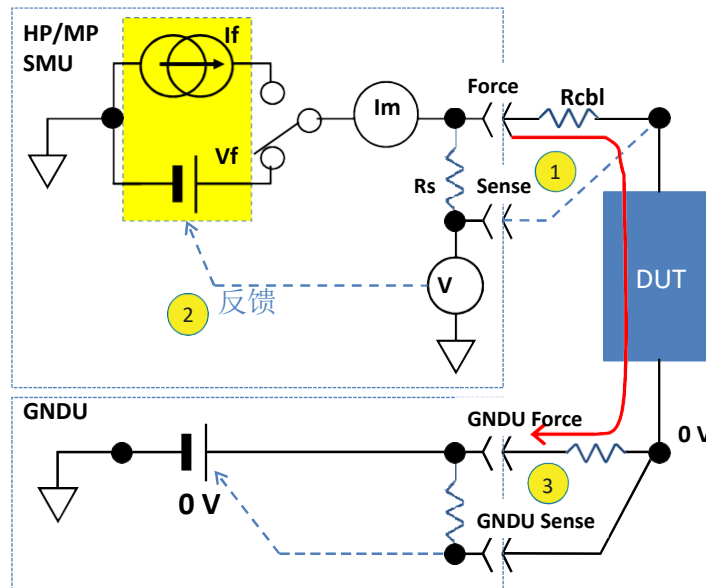 HP/MP
SMU
If
Vf
Im
Force
Rcbl
Rs
Sense
1
V
2
反馈
DUT
GNDU
GNDU Force
0 V
0 V
3
GNDU Sense